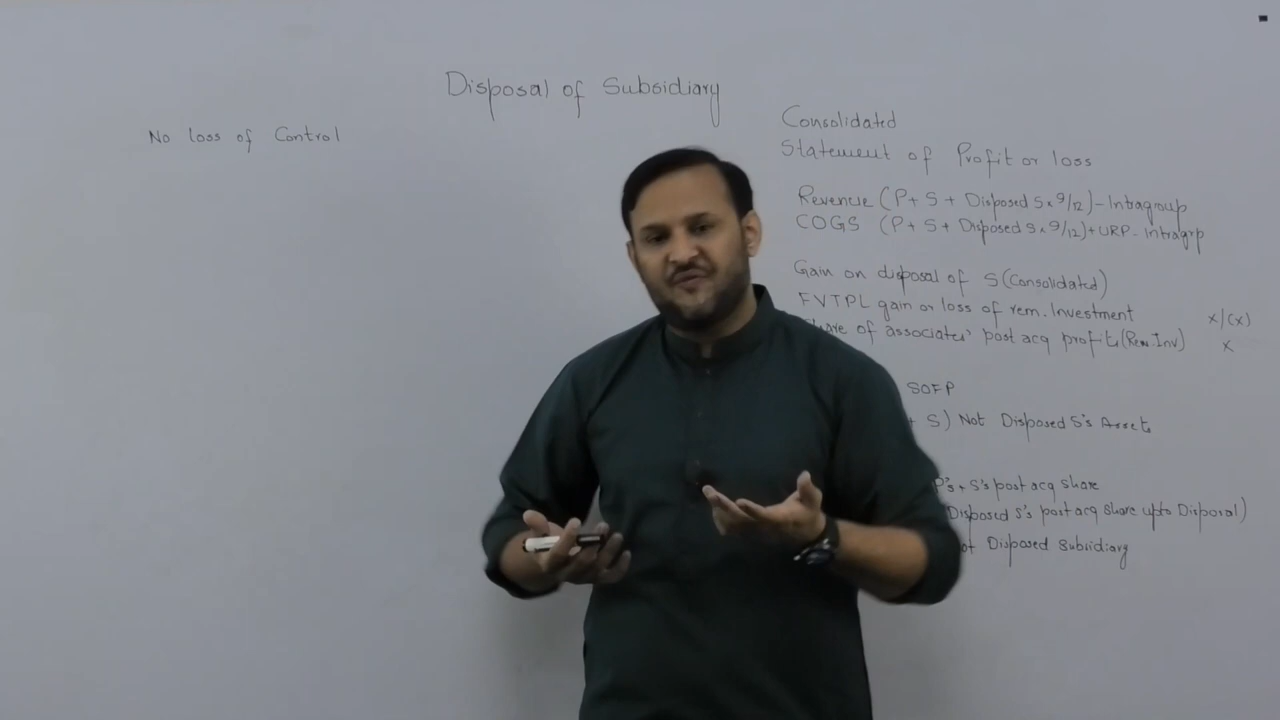 Disposal of Subsidiary
No loss of Control
Consolidated
Statement of Profit or loss
Revenue (P+ S + Disposed S x 9/12) - Intragroup
COGS (P+ S + Disposed S x 9/12) + URP - Intragrp
Gain on disposal of S (Consolidated)
FVTPL gain or loss of rem. Investment x/(x)
Share of associates' post acq profits (Rem. Inv) x
SOFP
+ S) Not Disposed S's Assets
P's + S's post acq share
Disposed S's post acq share upto Disposal)
Disposed Subsidiary